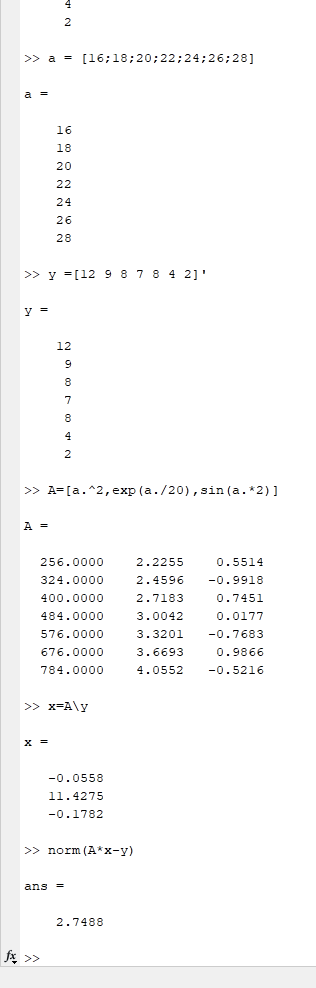 4
2
>> a = [16;18;20;22;24;26;28]
a =
16
18
20
22
24
26
28
>> y =[12 9 8 7 8 4 2]'
y =
12
9
8
7
8
4
2
>> A=[a.^2,exp(a./20),sin(a.*2)]
A =
256.0000 2.2255 0.5514
324.0000 2.4596 -0.9918
400.0000 2.7183 0.7451
484.0000 3.0042 0.0177
576.0000 3.3201 -0.7683
676.0000 3.6693 0.9866
784.0000 4.0552 -0.5216
>> x=A\y
x =
-0.0558
11.4275
-0.1782
>> norm(A*x-y)
ans =
2.7488
fx >>